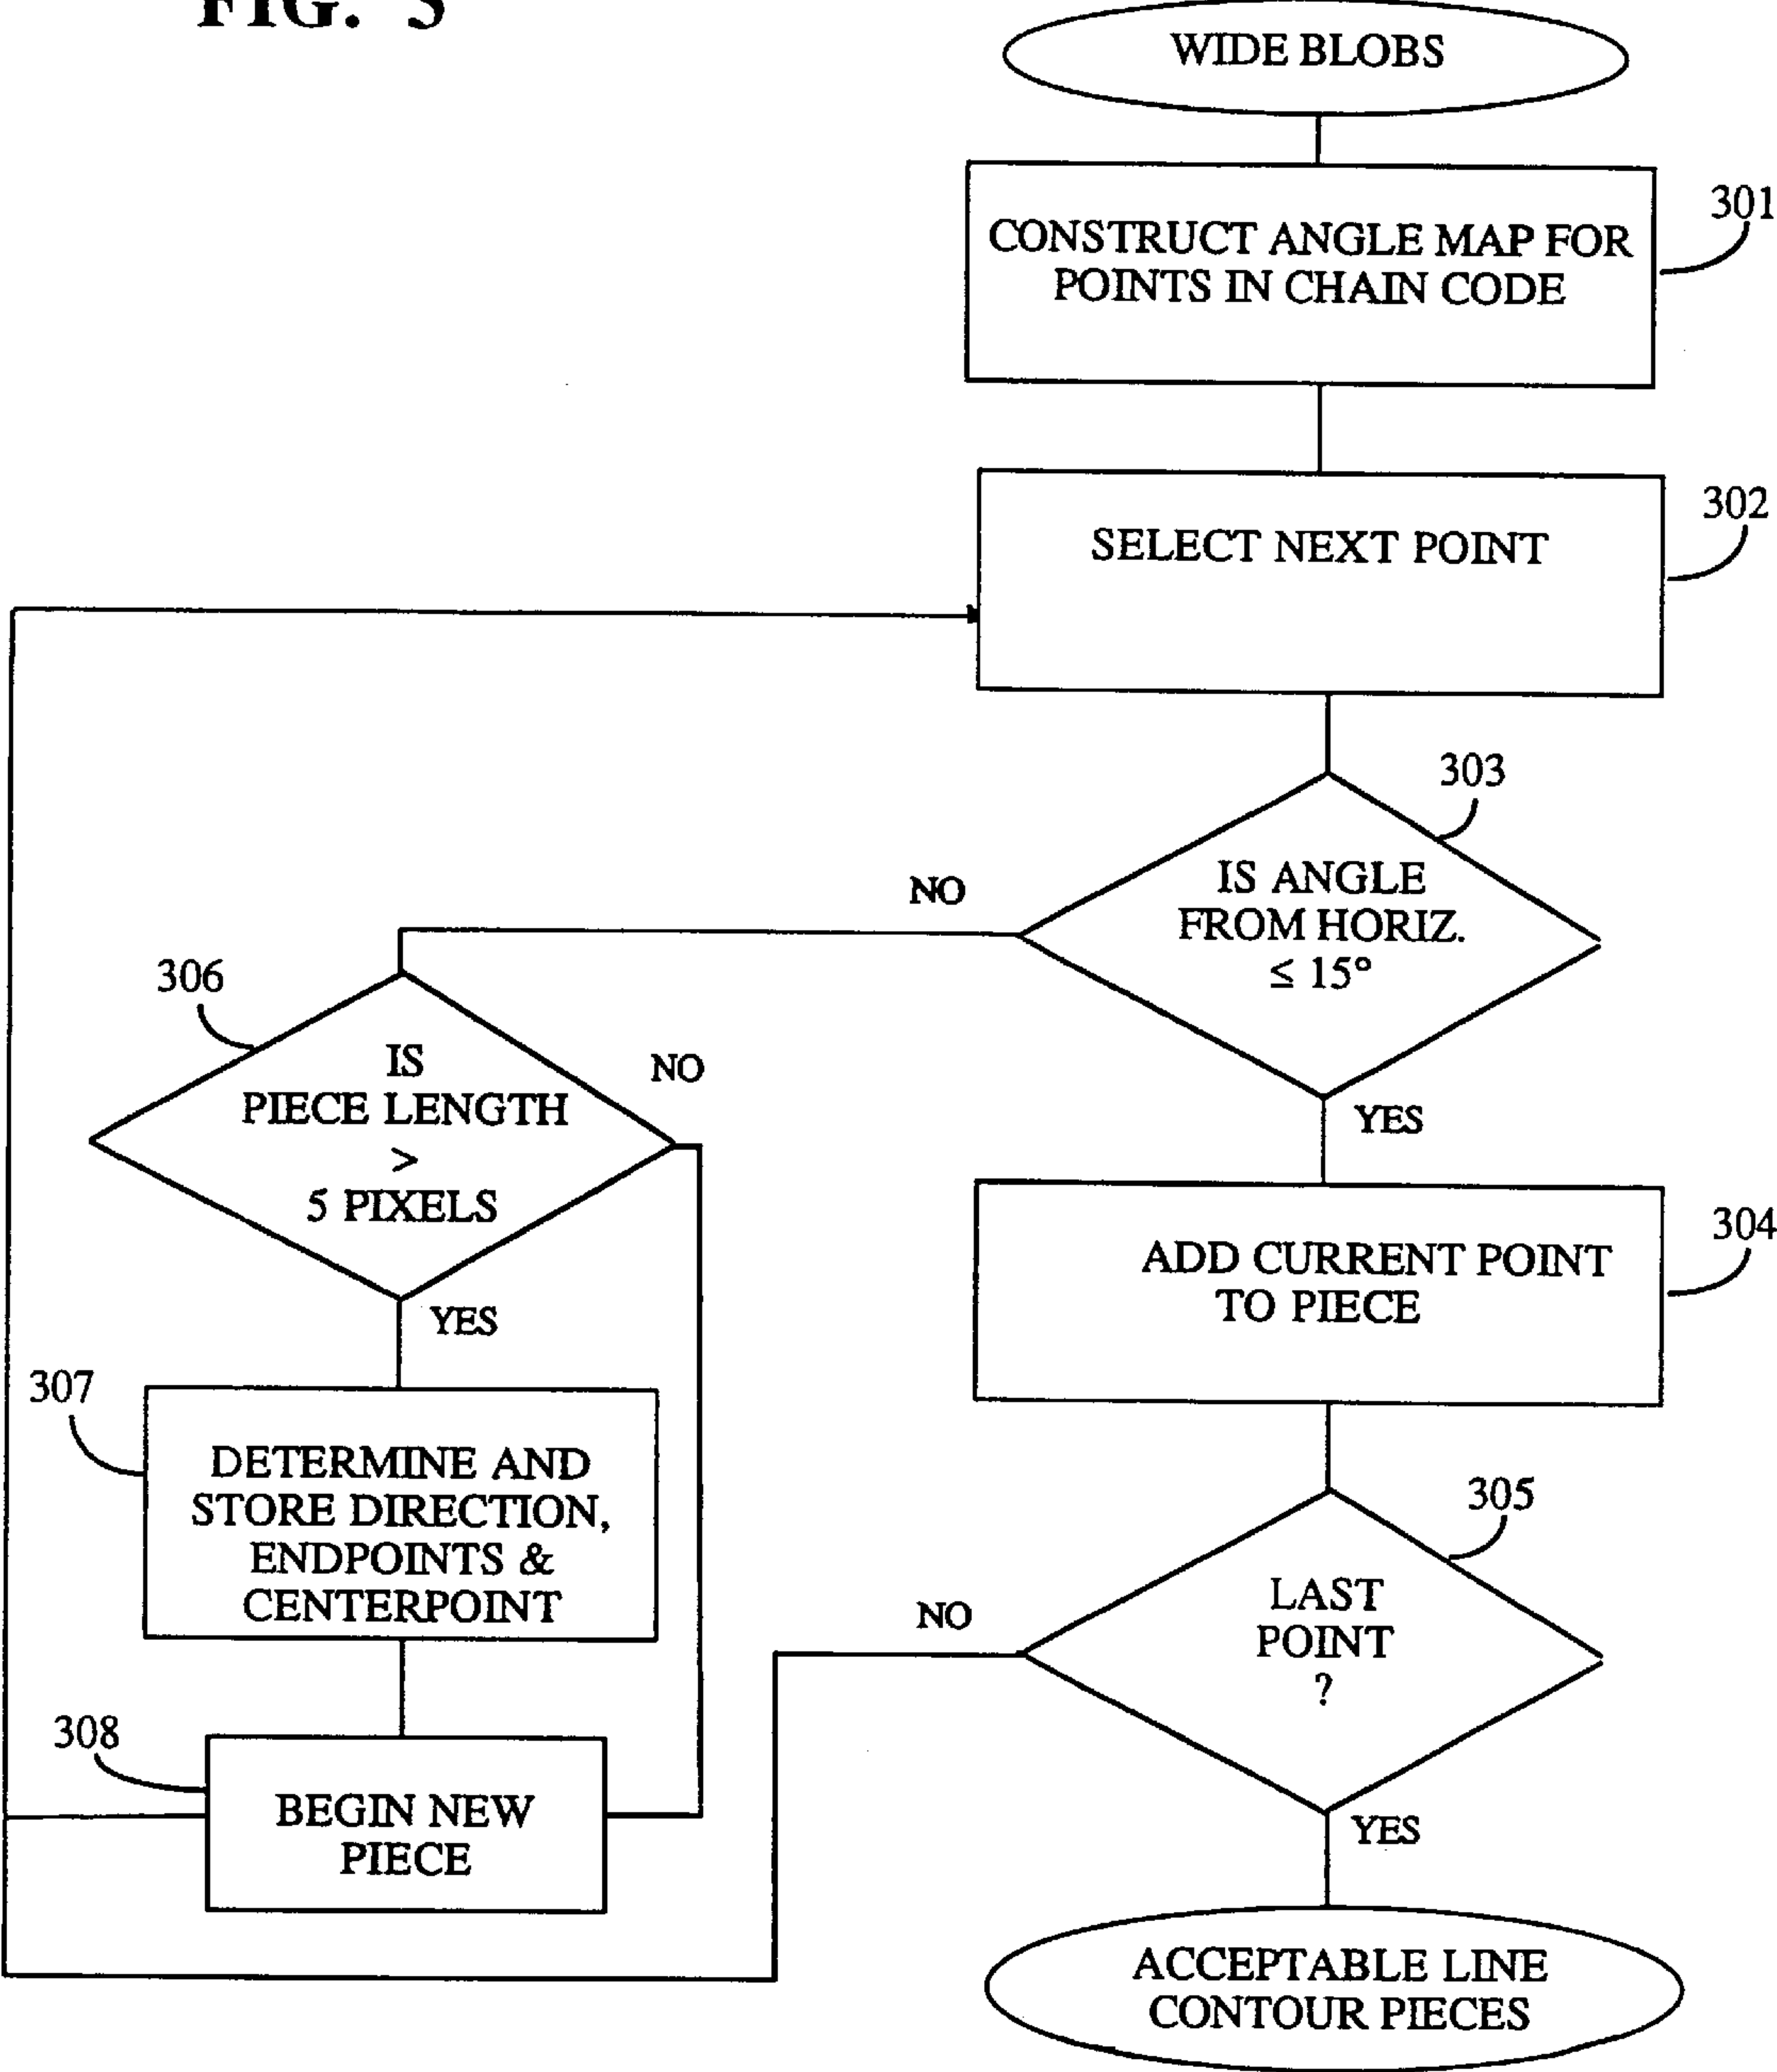 FIG. 3
WIDE BLOBS
301
CONSTRUCT ANGLE MAP FOR
POINTS IN CHAIN CODE
302
SELECT NEXT POINT
303
IS ANGLE
FROM HORIZ.
≤ 15°
NO
YES
306
IS
PIECE LENGTH
>
5 PIXELS
NO
YES
304
ADD CURRENT POINT
TO PIECE
307
DETERMINE AND
STORE DIRECTION,
ENDPOINTS &
CENTERPOINT
305
LAST
POINT
?
NO
YES
308
BEGIN NEW
PIECE
ACCEPTABLE LINE
CONTOUR PIECES